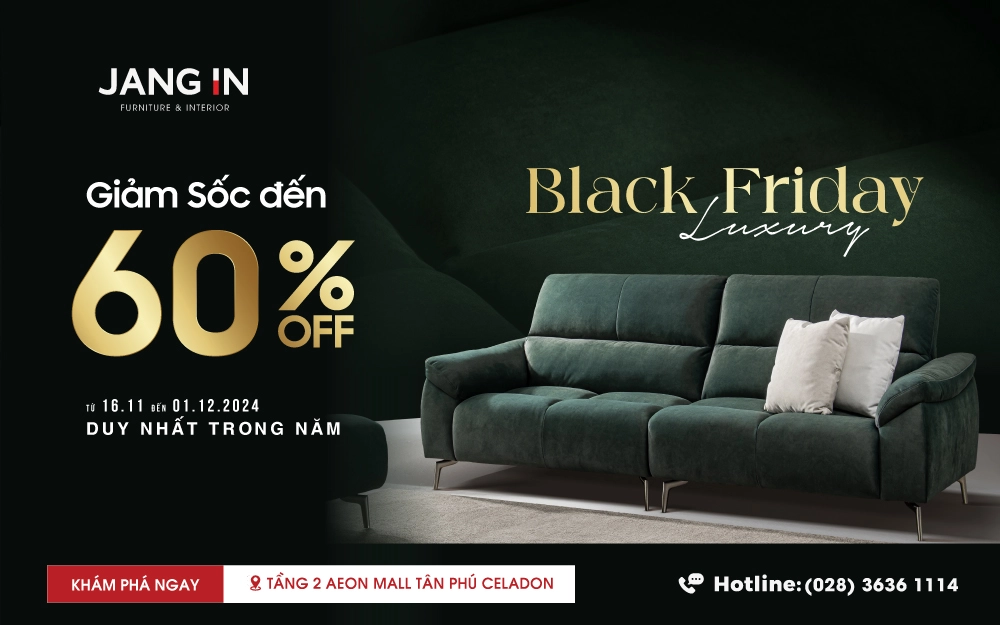 JANG IN
FURNITURE & INTERIOR
Giảm Sốc đến
60%
OFF
TỪ 16.11 ĐẾN 01.12.2024
DUY NHẤT TRONG NĂM
Black Friday
Luxury
KHÁM PHÁ NGAY
TẦNG 2 AEON MALL TÂN PHÚ CELADON
Hotline: (028) 3636 1114